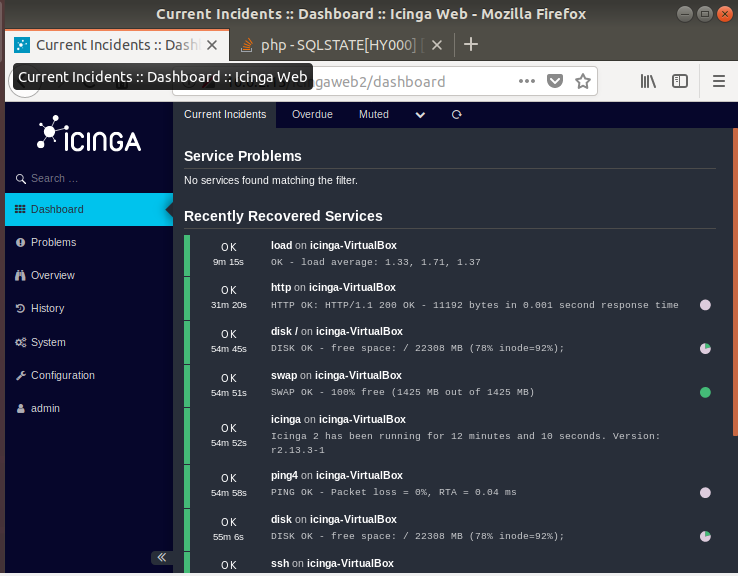 Current Incidents :: Dashboard :: Icinga Web - Mozilla Firefox
Current Incidents :: Dash
php - SQLSTATE[HY000] [
Current Incidents :: Dashboard :: Icinga Web
ngaweb2/dashboard
ICINGA
Search ...
Dashboard
Problems
Overview
History
System
Configuration
admin
Current Incidents
Overdue
Muted
Service Problems
No services found matching the filter.
Recently Recovered Services
OK
9m 15s
load on icinga-VirtualBox
OK - load average: 1.33, 1.71, 1.37
OK
31m 20s
http on icinga-VirtualBox
HTTP OK: HTTP/1.1 200 OK - 11192 bytes in 0.001 second response time
OK
54m 45s
disk / on icinga-VirtualBox
DISK OK - free space: / 22308 MB (78% inode=92%);
OK
54m 51s
swap on icinga-VirtualBox
SWAP OK - 100% free (1425 MB out of 1425 MB)
OK
54m 52s
icinga on icinga-VirtualBox
Icinga 2 has been running for 12 minutes and 10 seconds. Version:
r2.13.3-1
OK
54m 58s
ping4 on icinga-VirtualBox
PING OK - Packet loss = 0%, RTA = 0.04 ms
OK
55m 6s
disk on icinga-VirtualBox
DISK OK - free space: / 22308 MB (78% inode=92%);
OK
ssh on icinga-VirtualBox